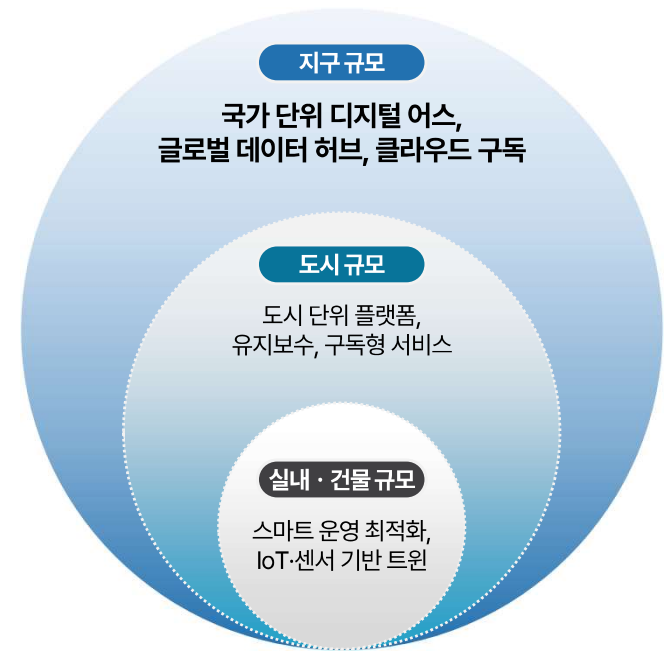 지구 규모
국가 단위 디지털 어스,
글로벌 데이터 허브, 클라우드 구독
도시 규모
도시 단위 플랫폼,
유지보수, 구독형 서비스
실내 · 건물 규모
스마트 운영 최적화,
IoT·센서 기반 트윈